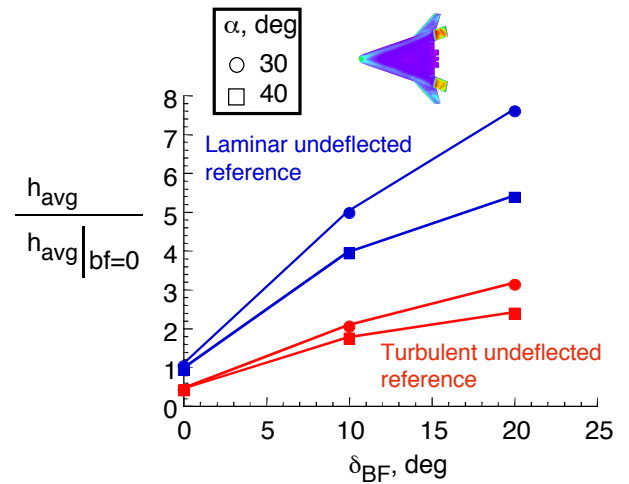 α, deg
30
40
8
7
6
5
4
3
2
1
0
Laminar undeflected
reference
h_avg
h_avg|bf=0
Turbulent undeflected
reference
0 5 10 15 20 25
δ_BF, deg